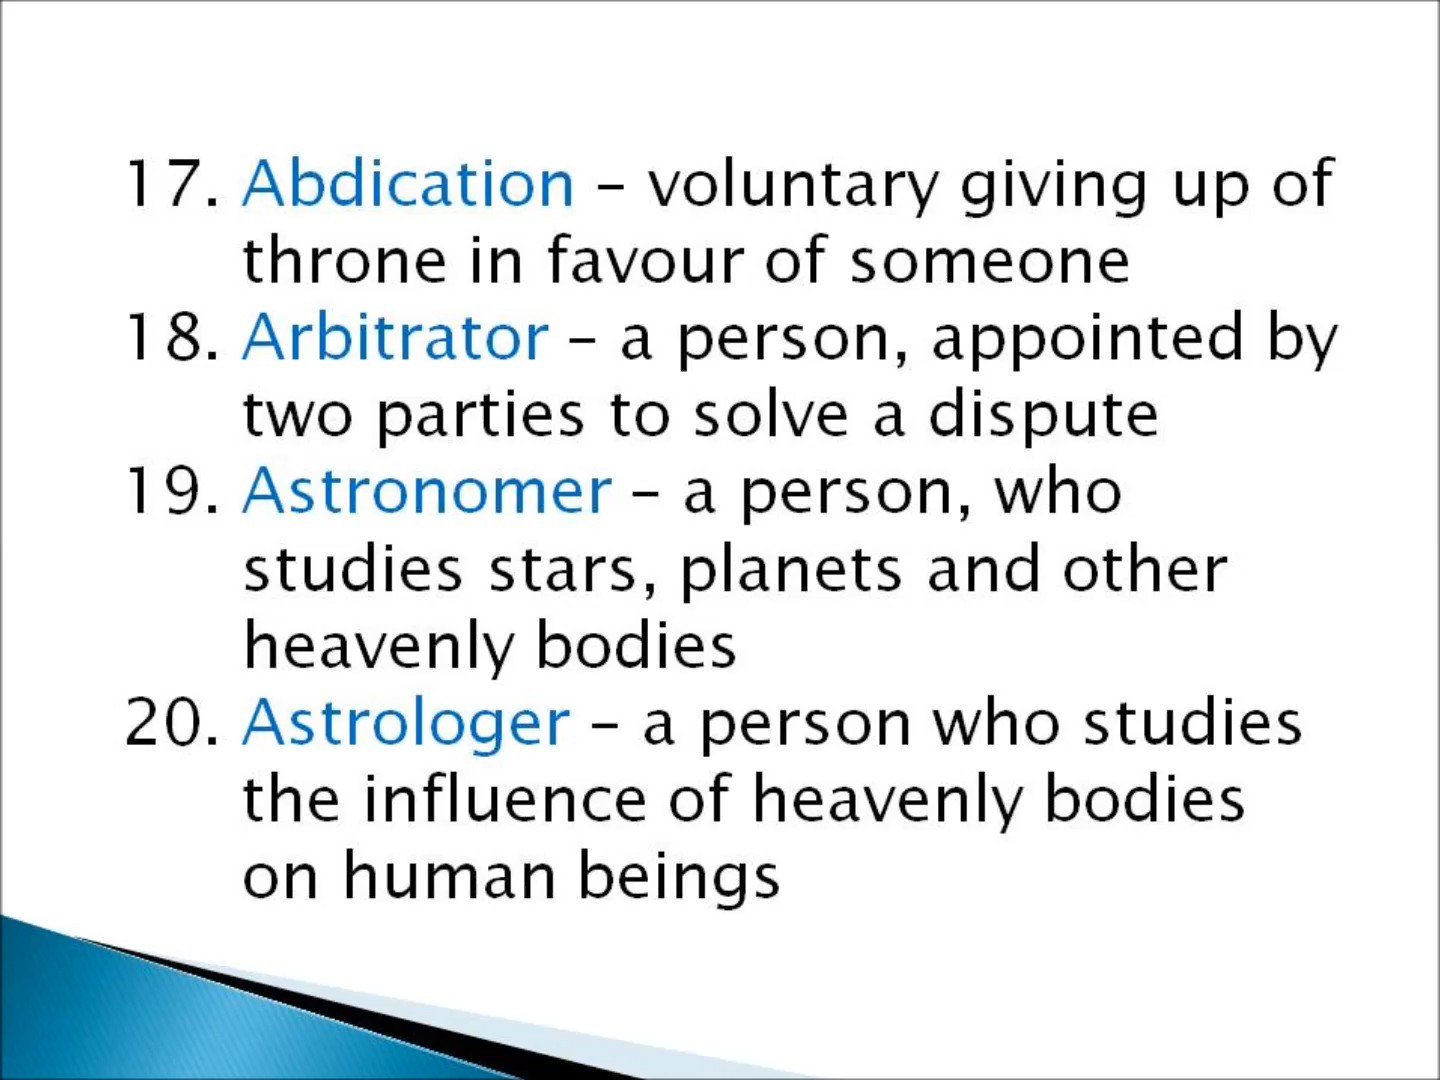 17. Abdication – voluntary giving up of
throne in favour of someone
18. Arbitrator – a person, appointed by
two parties to solve a dispute
19. Astronomer – a person, who
studies stars, planets and other
heavenly bodies
20. Astrologer – a person who studies
the influence of heavenly bodies
on human beings